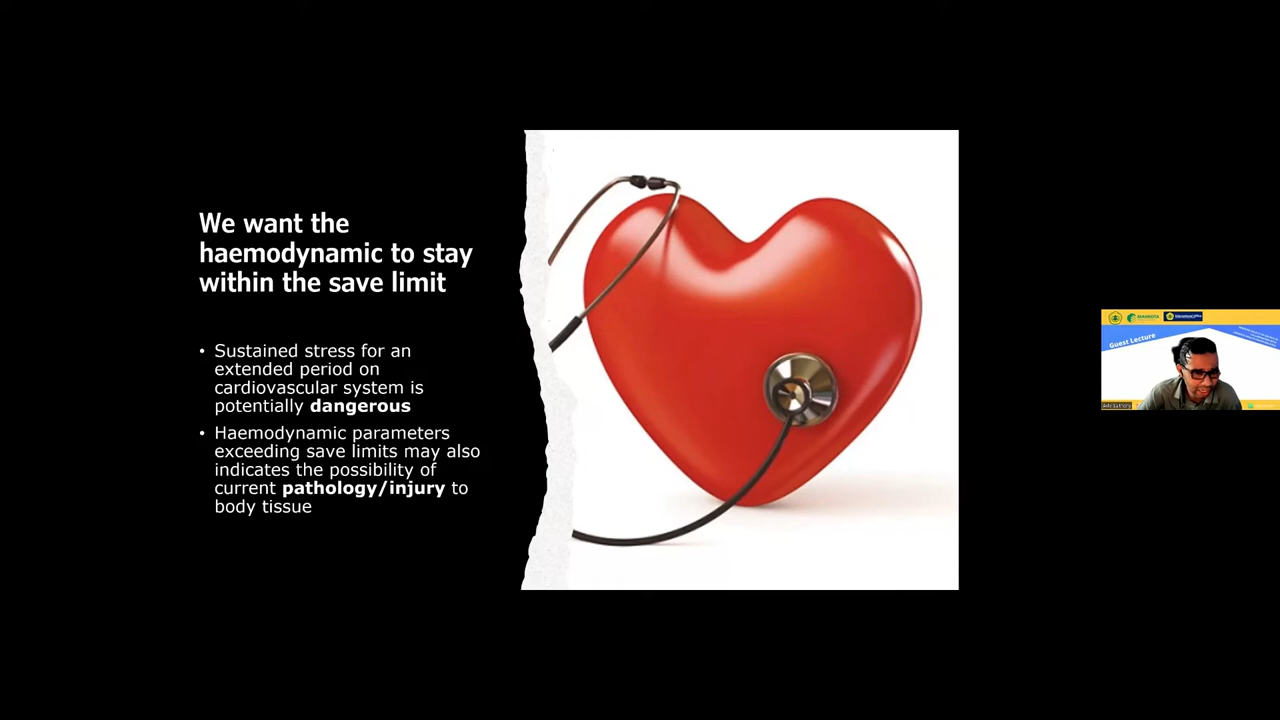 We want the
haemodynamic to stay
within the save limit
• Sustained stress for an
extended period on
cardiovascular system is
potentially dangerous
• Haemodynamic parameters
exceeding save limits may also
indicates the possibility of
current pathology/injury to
body tissue
Guest Lecture